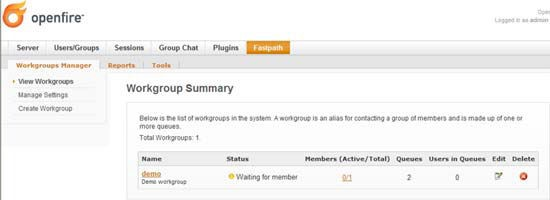 openfire
Logged in as admin
Server Users/Groups Sessions Group Chat Plugins Fastpath
Workgroups Manager Reports Tools
View Workgroups
Manage Settings
Create Workgroup
Workgroup Summary
Below is the list of workgroups in the system. A workgroup is an alias for contacting a group of members and is made up of one or
more queues.
Total Workgroups: 1.
Name Status Members (Active/Total) Queues Users in Queues Edit Delete
demo
Demo workgroup
Waiting for member 0/1 2 0